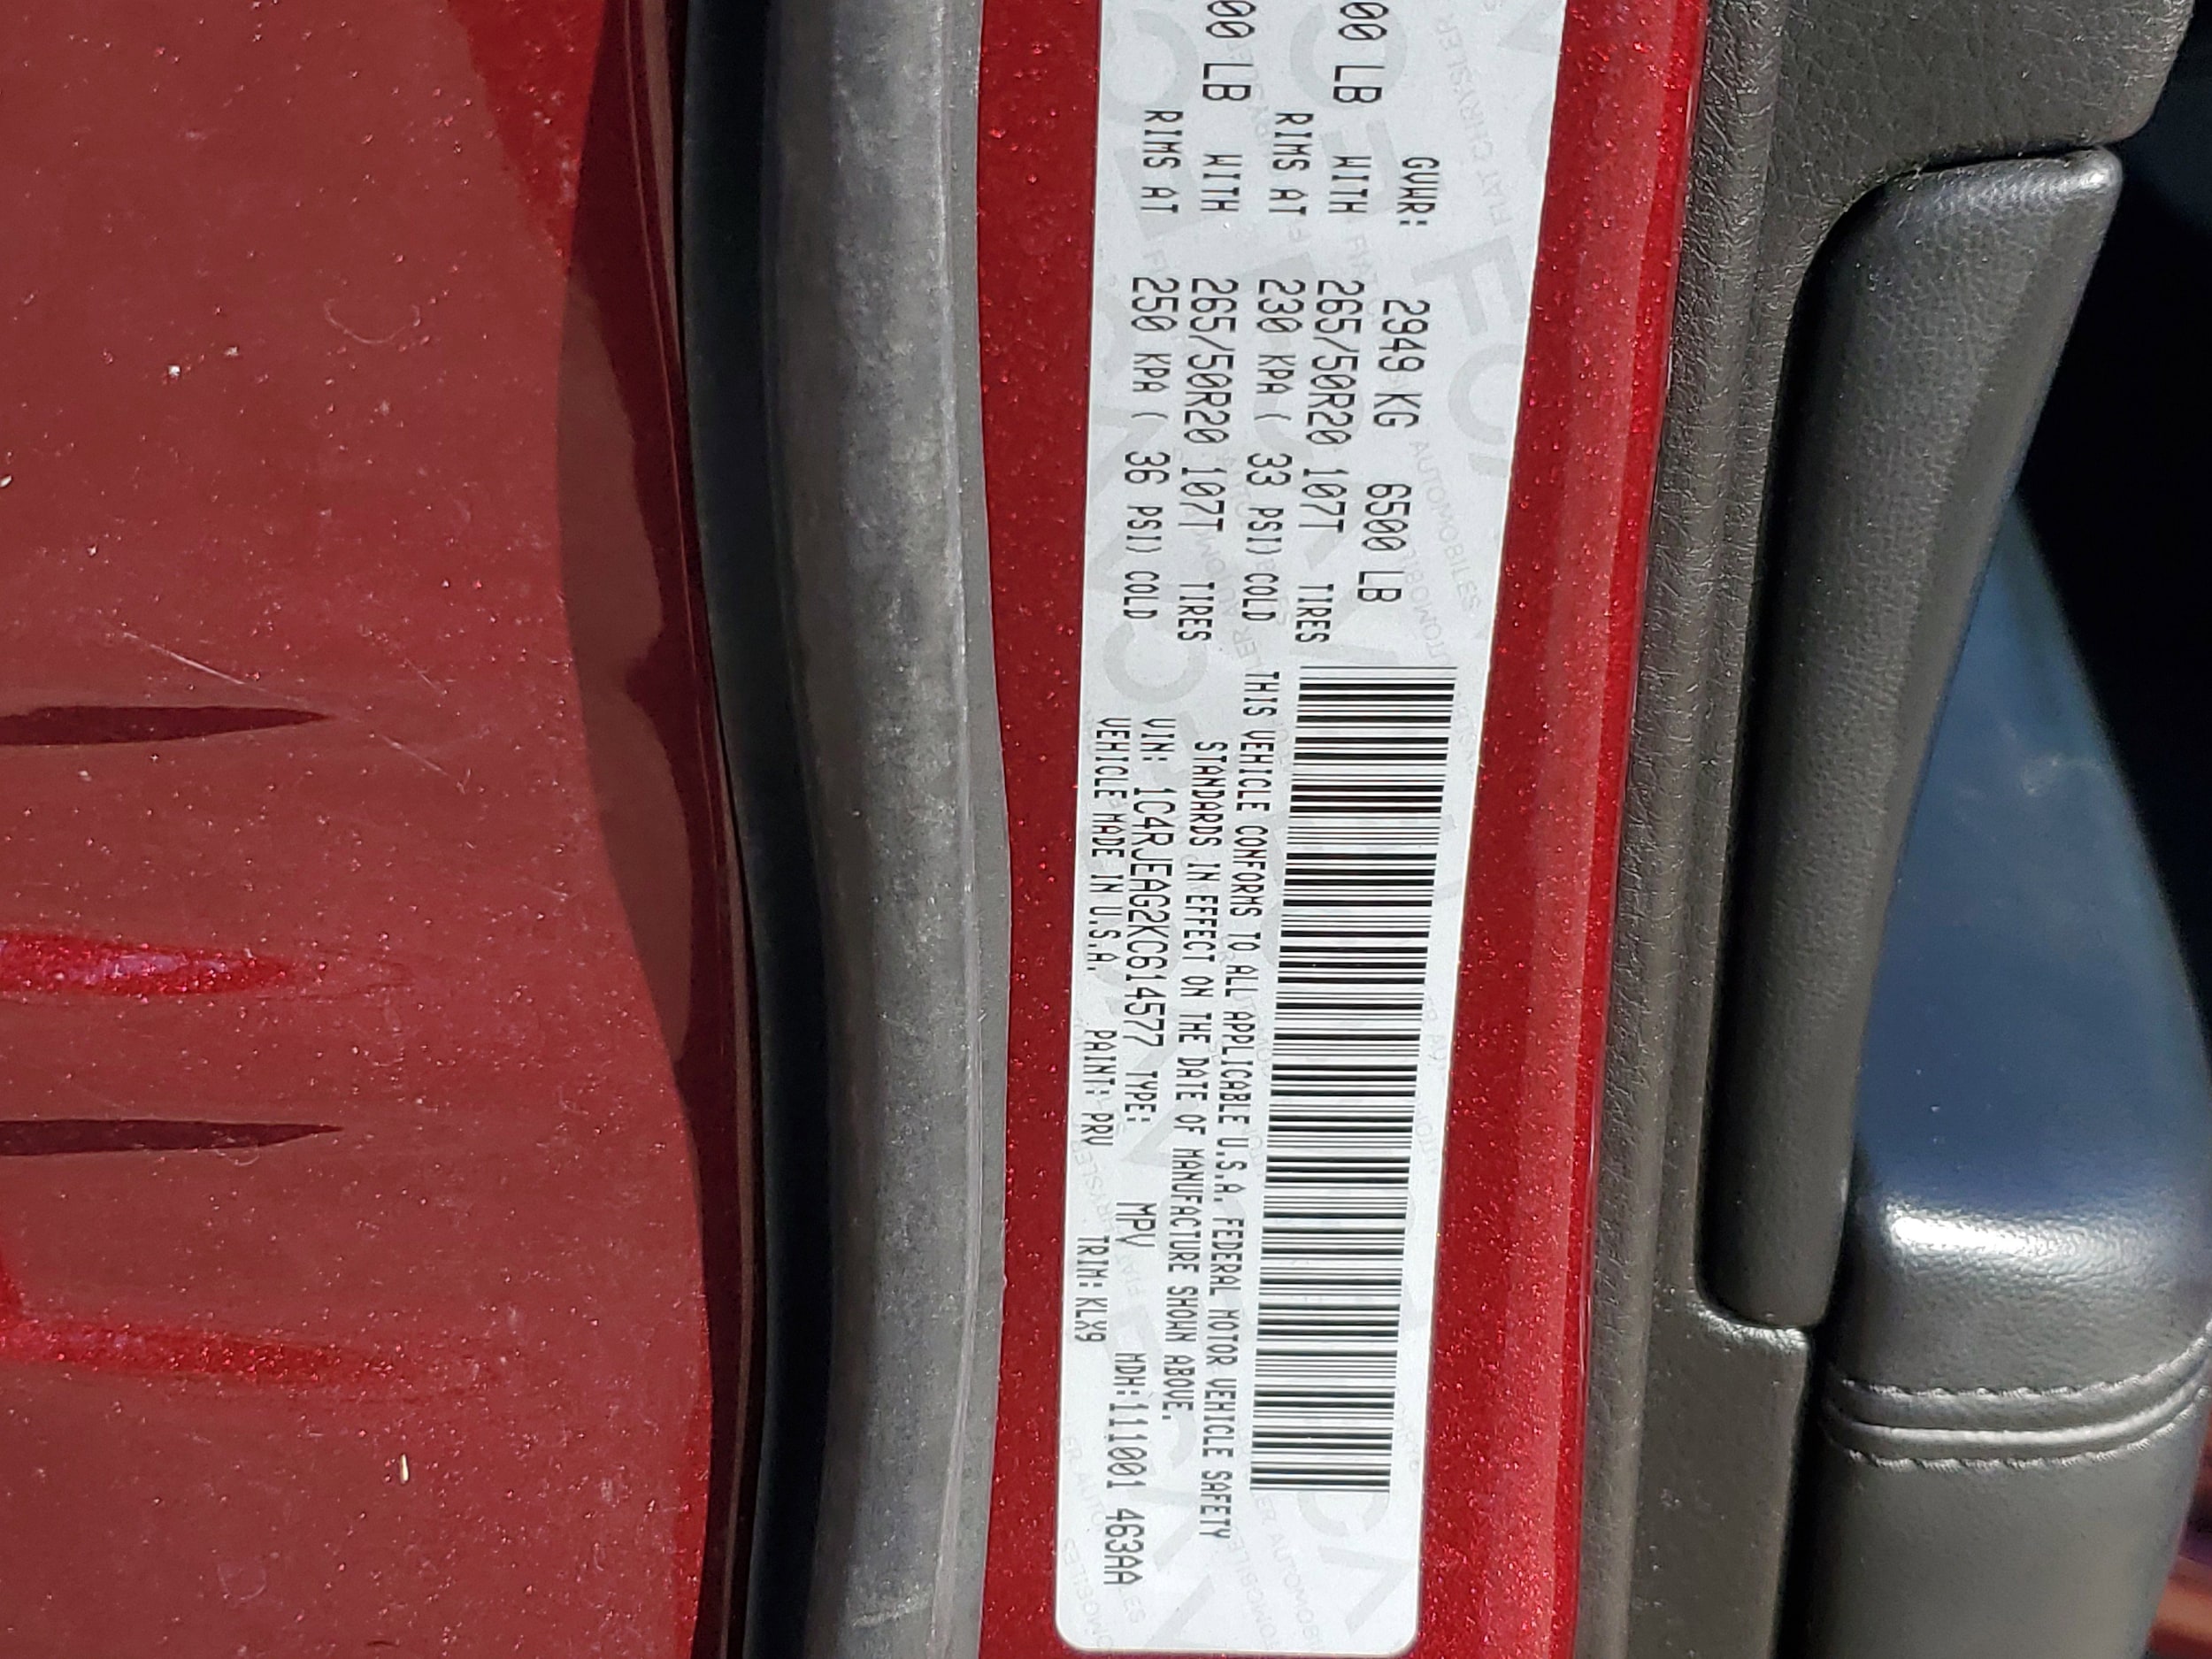 GVWR: 2949 KG 6500 LB
00 LB WITH 265/50R20 107T TIRES
RIMS AT 230 KPA ( 33 PSI) COLD
00 LB WITH 265/50R20 107T TIRES
RIMS AT 250 KPA ( 36 PSI) COLD
THIS VEHICLE CONFORMS TO ALL APPLICABLE U.S.A. FEDERAL MOTOR VEHICLE SAFETY
STANDARDS IN EFFECT ON THE DATE OF MANUFACTURE SHOWN ABOVE.
VIN: 1C4RJEAG2KC614577 TYPE: MPV MDH:111001 463AA
VEHICLE MADE IN U.S.A. PAINT: PRV TRIM: KLX9